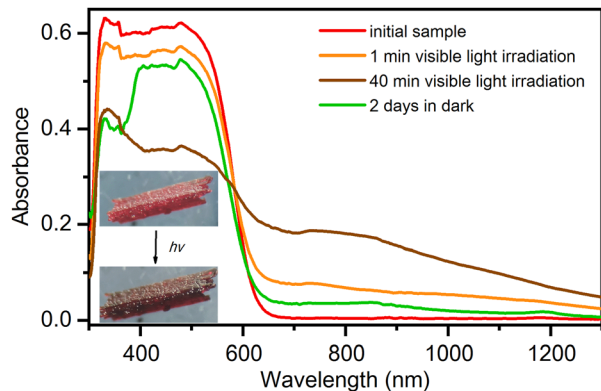 0.6
0.4
0.2
0.0
Absorbance
initial sample
1 min visible light irradiation
40 min visible light irradiation
2 days in dark
hv
400 600 800 1000 1200
Wavelength (nm)